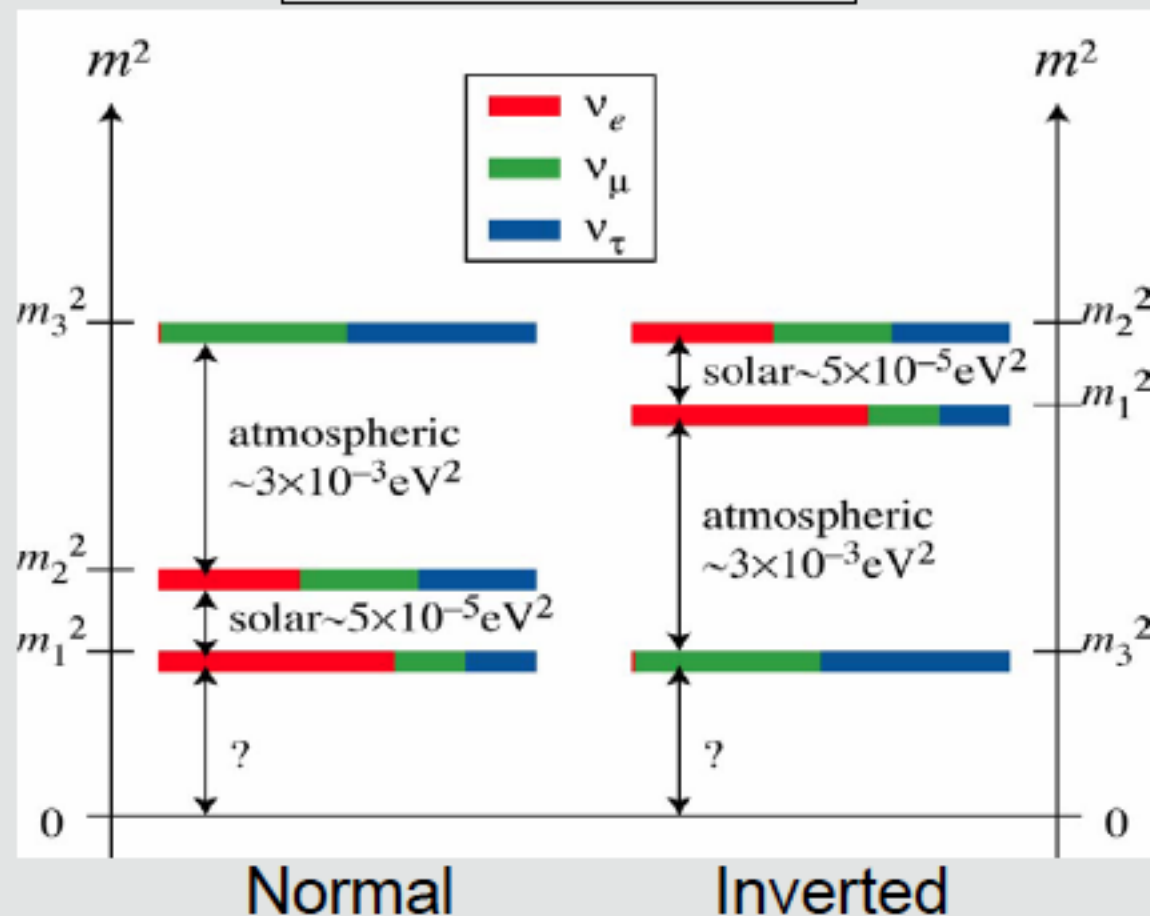 m² m²
νe
νμ
ντ
m₃² m₂²
solar~5×10⁻⁵eV²
m₁²
atmospheric
~3×10⁻³eV²
atmospheric
~3×10⁻³eV²
m₂²
solar~5×10⁻⁵eV²
m₁² m₃²
? ?
0 0
Normal Inverted